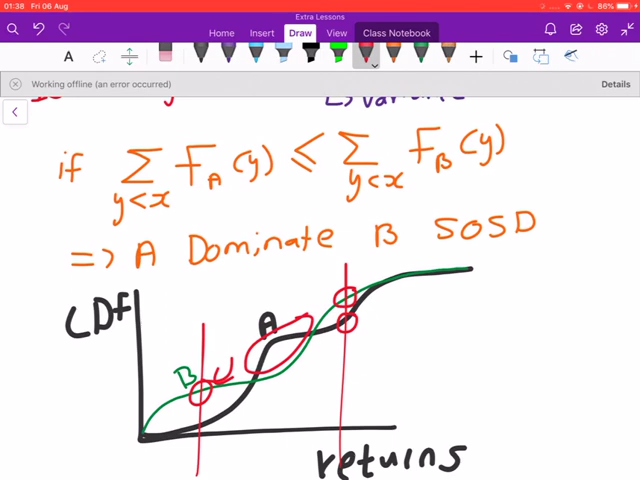 01:38 Fri 06 Aug 86%
Extra Lessons
Home Insert Draw View Class Notebook
A
Working offline (an error occurred) Details
if ∑ F_A (y) ≤ ∑ F_B (y)
y<x y<x
=> A Dominate B SOSD
CDF
A
B
returns